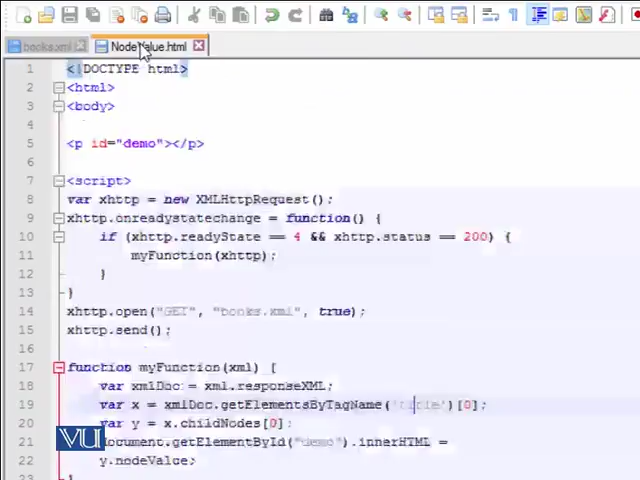 books.xml NodeValue.html
1 <!DOCTYPE html>
2 <html>
3 <body>
4
5 <p id="demo"></p>
6
7 <script>
8 var xhttp = new XMLHttpRequest();
9 xhttp.onreadystatechange = function() {
10 if (xhttp.readyState == 4 && xhttp.status == 200) {
11 myFunction(xhttp);
12 }
13 }
14 xhttp.open("GET", "books.xml", true);
15 xhttp.send();
16
17 function myFunction(xml) {
18 var xmlDoc = xml.responseXML;
19 var x = xmlDoc.getElementsByTagName('title')[0];
20 var y = x.childNodes[0];
21 document.getElementById("demo").innerHTML =
22 y.nodeValue;
23 }
VU